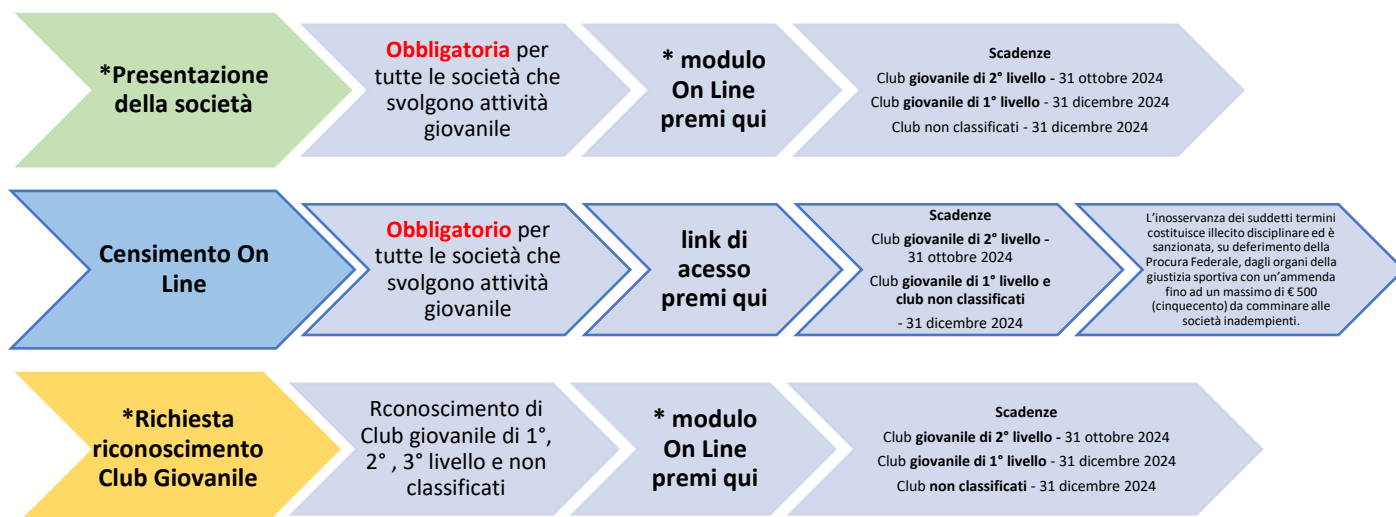 *Presentazione
della società
Obbligatoria per
tutte le società che
svolgono attività
giovanile
* modulo
On Line
premi qui
Scadenze
Club giovanile di 2° livello - 31 ottobre 2024
Club giovanile di 1° livello - 31 dicembre 2024
Club non classificati - 31 dicembre 2024
Censimento On
Line
Obbligatorio per
tutte le società che
svolgono attività
giovanile
link di
acesso
premi qui
Scadenze
Club giovanile di 2° livello -
31 ottobre 2024
Club giovanile di 1° livello e
club non classificati
- 31 dicembre 2024
L'inosservanza dei suddetti termini
costituisce illecito disciplinare ed è
sanzionata, su deferimento della
Procura Federale, dagli organi della
giustizia sportiva con un'ammenda
fino ad un massimo di € 500
(cinquecento) da comminare alle
società inadempienti.
*Richiesta
riconoscimento
Club Giovanile
Rconoscimento di
Club giovanile di 1°,
2° , 3° livello e non
classificati
* modulo
On Line
premi qui
Scadenze
Club giovanile di 2° livello - 31 ottobre 2024
Club giovanile di 1° livello - 31 dicembre 2024
Club non classificati - 31 dicembre 2024